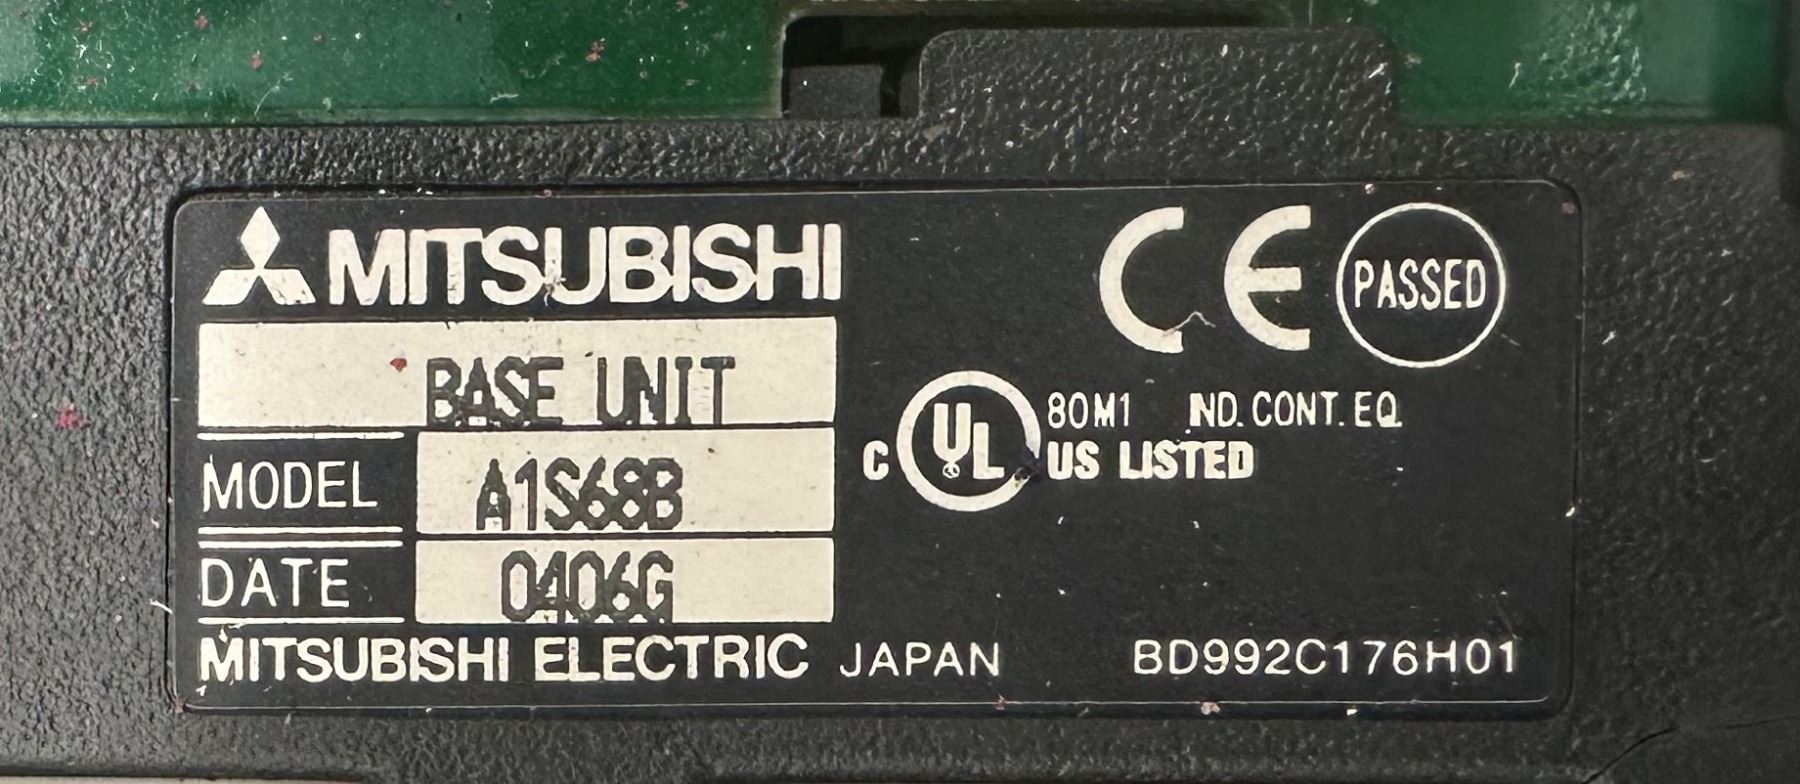 MITSUBISHI
CE PASSED
BASE UNIT
MODEL A1S68B
DATE 0406G
C UL US LISTED
80M1 IND. CONT. EQ.
MITSUBISHI ELECTRIC JAPAN BD992C176H01